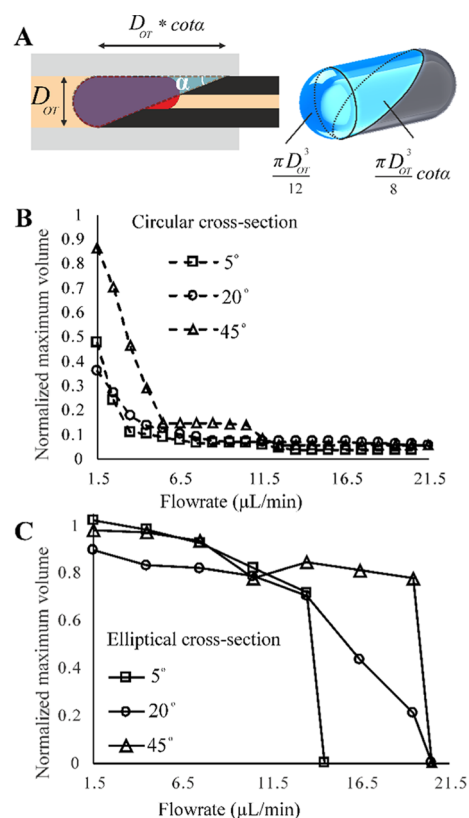 A
D_OT * cotα
D_OT
α
πD_OT^3/12
πD_OT^3/8 cotα
B
Normalized maximum volume
1
0.9
0.8
0.7
0.6
0.5
0.4
0.3
0.2
0.1
0
Circular cross-section
5°
20°
45°
1.5 6.5 11.5 16.5 21.5
Flowrate (μL/min)
C
Normalized maximum volume
1
0.8
0.6
0.4
0.2
0
Elliptical cross-section
5°
20°
45°
1.5 6.5 11.5 16.5 21.5
Flowrate (μL/min)